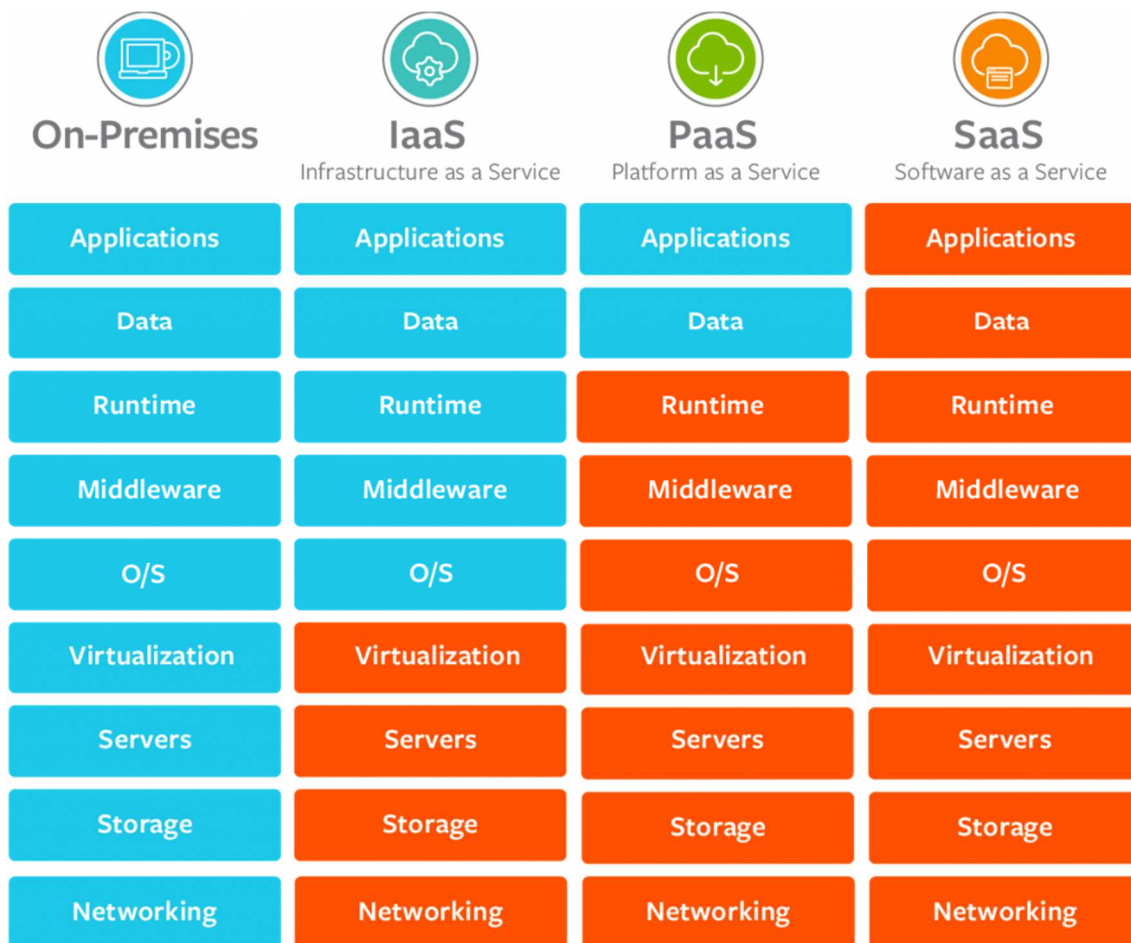 On-Premises IaaS PaaS SaaS
Infrastructure as a Service Platform as a Service Software as a Service
Applications Applications Applications Applications
Data Data Data Data
Runtime Runtime Runtime Runtime
Middleware Middleware Middleware Middleware
O/S O/S O/S O/S
Virtualization Virtualization Virtualization Virtualization
Servers Servers Servers Servers
Storage Storage Storage Storage
Networking Networking Networking Networking